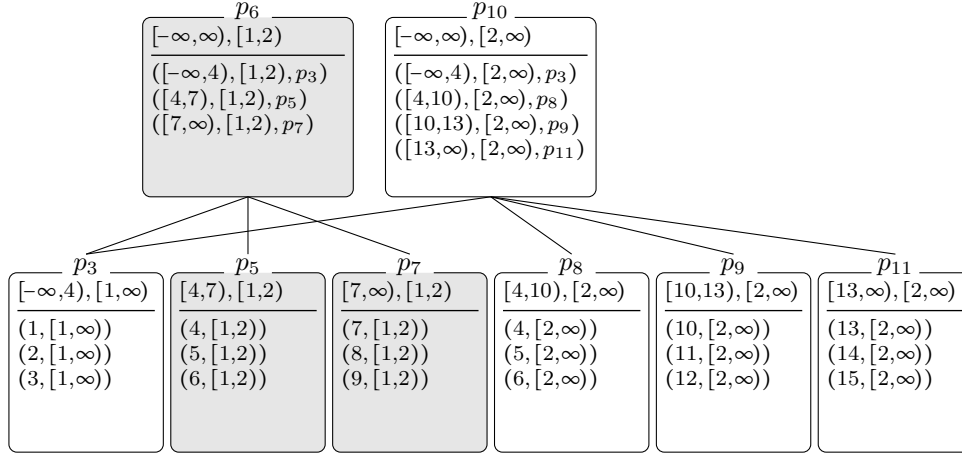 p₆
[-∞,∞),[1,2)
([-∞,4),[1,2),p₃)
([4,7),[1,2),p₅)
([7,∞),[1,2),p₇)
p₁₀
[-∞,∞),[2,∞)
([-∞,4),[2,∞),p₃)
([4,10),[2,∞),p₈)
([10,13),[2,∞),p₉)
([13,∞),[2,∞),p₁₁)
p₃
[-∞,4),[1,∞)
(1,[1,∞))
(2,[1,∞))
(3,[1,∞))
p₅
[4,7),[1,2)
(4,[1,2))
(5,[1,2))
(6,[1,2))
p₇
[7,∞),[1,2)
(7,[1,2))
(8,[1,2))
(9,[1,2))
p₈
[4,10),[2,∞)
(4,[2,∞))
(5,[2,∞))
(6,[2,∞))
p₉
[10,13),[2,∞)
(10,[2,∞))
(11,[2,∞))
(12,[2,∞))
p₁₁
[13,∞),[2,∞)
(13,[2,∞))
(14,[2,∞))
(15,[2,∞))